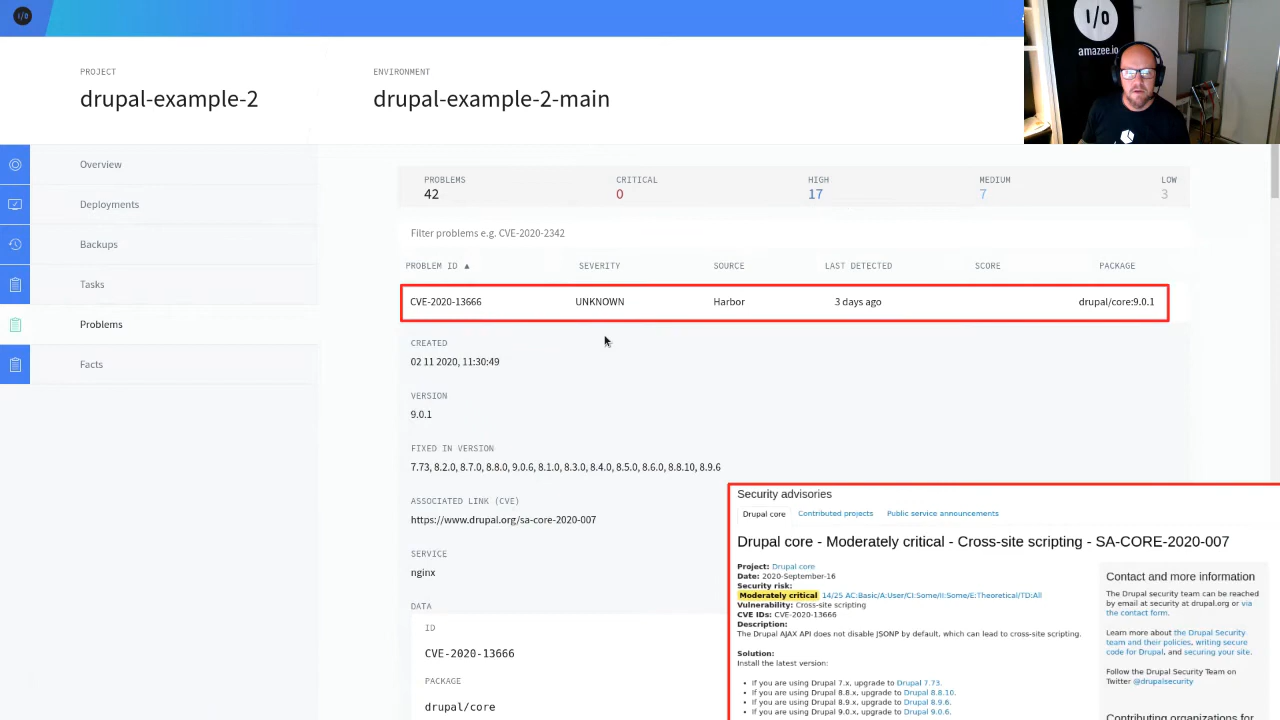 I/O
I/O
amazee.io
PROJECT
drupal-example-2
ENVIRONMENT
drupal-example-2-main
Overview
Deployments
Backups
Tasks
Problems
Facts
PROBLEMS CRITICAL HIGH MEDIUM LOW
42 0 17 7 3
Filter problems e.g. CVE-2020-2342
PROBLEM ID ▲ SEVERITY SOURCE LAST DETECTED SCORE PACKAGE
CVE-2020-13666 UNKNOWN Harbor 3 days ago drupal/core:9.0.1
CREATED
02 11 2020, 11:30:49
VERSION
9.0.1
FIXED IN VERSION
7.73, 8.2.0, 8.7.0, 8.8.0, 9.0.6, 8.1.0, 8.3.0, 8.4.0, 8.5.0, 8.6.0, 8.8.10, 8.9.6
ASSOCIATED LINK (CVE)
https://www.drupal.org/sa-core-2020-007
SERVICE
nginx
DATA
ID
CVE-2020-13666
PACKAGE
drupal/core
Security advisories
Drupal core Contributed projects Public service announcements
Drupal core - Moderately critical - Cross-site scripting - SA-CORE-2020-007
Project: Drupal core
Date: 2020-September-16
Security risk:
Moderately critical 14/25 AC:Basic/A:User/CI:Some/II:Some/E:Theoretical/TD:All
Vulnerability: Cross-site scripting
CVE IDs: CVE-2020-13666
Description:
The Drupal AJAX API does not disable JSONP by default, which can lead to cross-site scripting.
Solution:
Install the latest version:
• If you are using Drupal 7.x, upgrade to Drupal 7.73.
• If you are using Drupal 8.8.x, upgrade to Drupal 8.8.10.
• If you are using Drupal 8.9.x, upgrade to Drupal 8.9.6.
• If you are using Drupal 9.0.x, upgrade to Drupal 9.0.6.
Contact and more information
The Drupal security team can be reached
by email at security at drupal.org or via
the contact form.
Learn more about the Drupal Security
team and their policies, writing secure
code for Drupal, and securing your site.
Follow the Drupal Security Team on
Twitter @drupalsecurity
Contributing organizations for